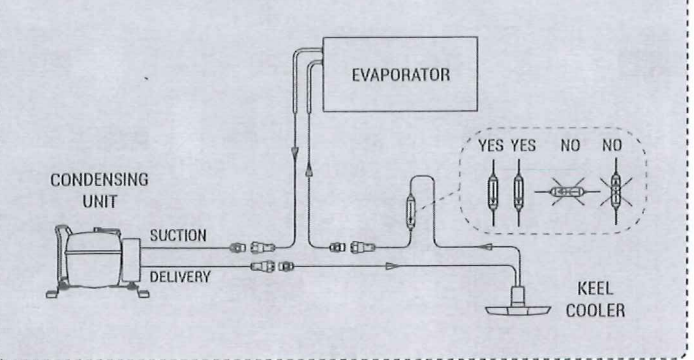 EVAPORATOR
YES YES NO NO
CONDENSING
UNIT
SUCTION
DELIVERY
KEEL
COOLER